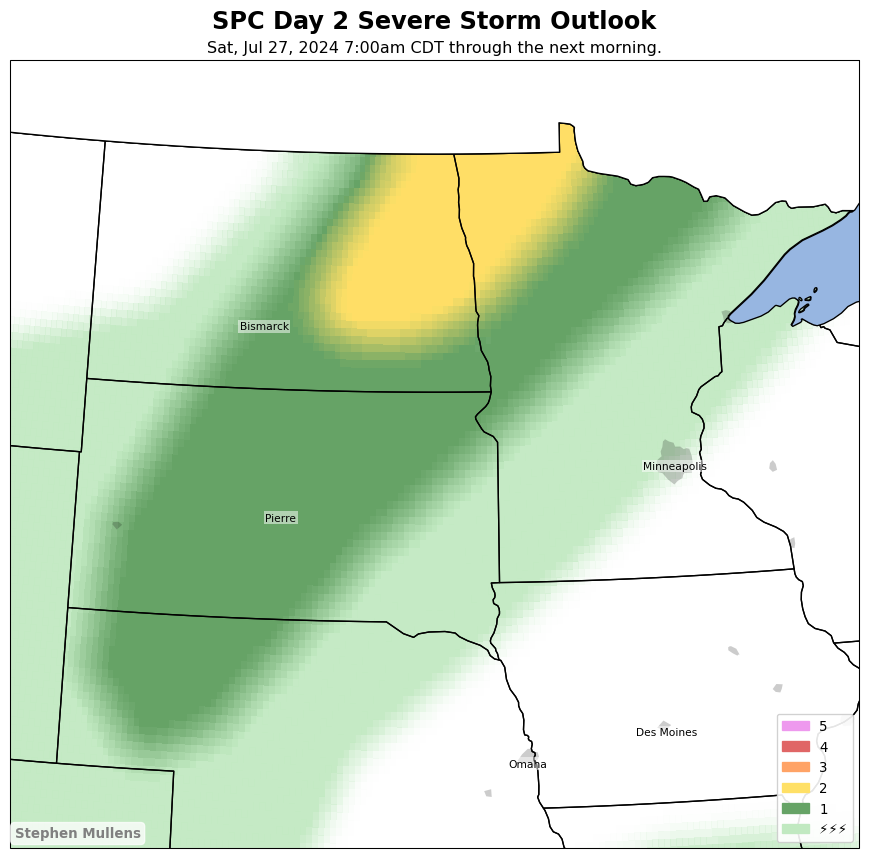 SPC Day 2 Severe Storm Outlook
Sat, Jul 27, 2024 7:00am CDT through the next morning.
Bismarck
Minneapolis
Pierre
Des Moines
Omaha
5
4
3
2
1
⚡⚡⚡
Stephen Mullens